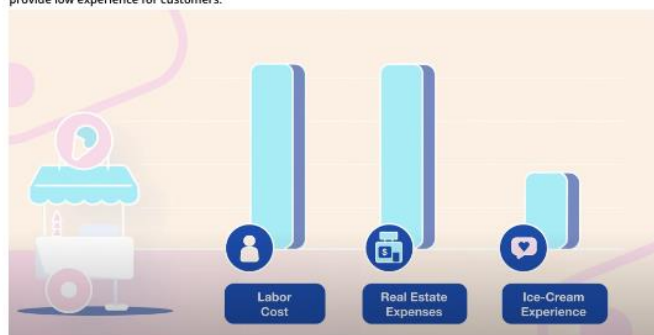 provide low experience for customers.
$
Labor
Cost
Real Estate
Expenses
Ice-Cream
Experience